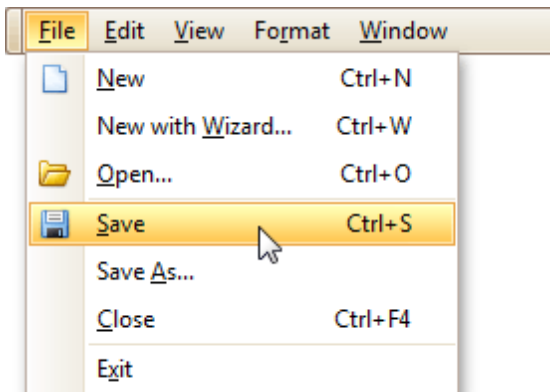 File Edit View Format Window
New Ctrl+N
New with Wizard... Ctrl+W
Open... Ctrl+O
Save Ctrl+S
Save As...
Close Ctrl+F4
Exit